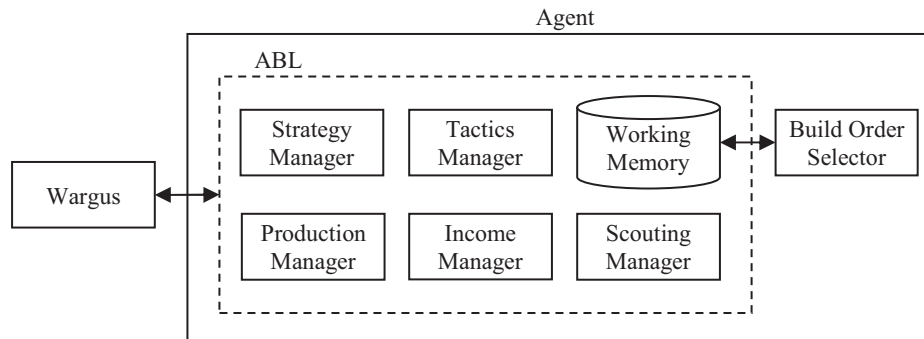 Agent
ABL
Strategy
Manager
Tactics
Manager
Working
Memory
Build Order
Selector
Wargus
Production
Manager
Income
Manager
Scouting
Manager